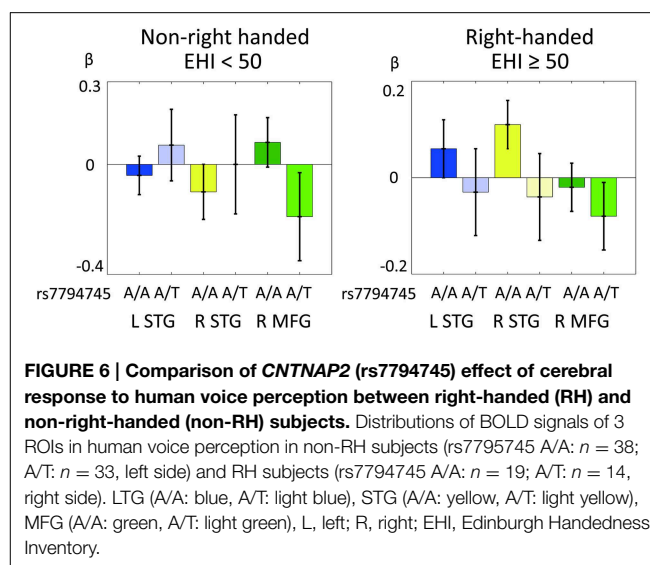 Non-right handed
EHI < 50
Right-handed
EHI ≥ 50
β
0.3
0
-0.4
β
0.2
0
-0.2
rs7794745 A/A A/T A/A A/T A/A A/T
L STG R STG R MFG
rs7794745 A/A A/T A/A A/T A/A A/T
L STG R STG R MFG
FIGURE 6 | Comparison of CNTNAP2 (rs7794745) effect of cerebral
response to human voice perception between right-handed (RH) and
non-right-handed (non-RH) subjects. Distributions of BOLD signals of 3
ROIs in human voice perception in non-RH subjects (rs7795745 A/A: n = 38;
A/T: n = 33, left side) and RH subjects (rs7794745 A/A: n = 19; A/T: n = 14,
right side). LTG (A/A: blue, A/T: light blue), STG (A/A: yellow, A/T: light yellow),
MFG (A/A: green, A/T: light green), L, left; R, right; EHI, Edinburgh Handedness
Inventory.